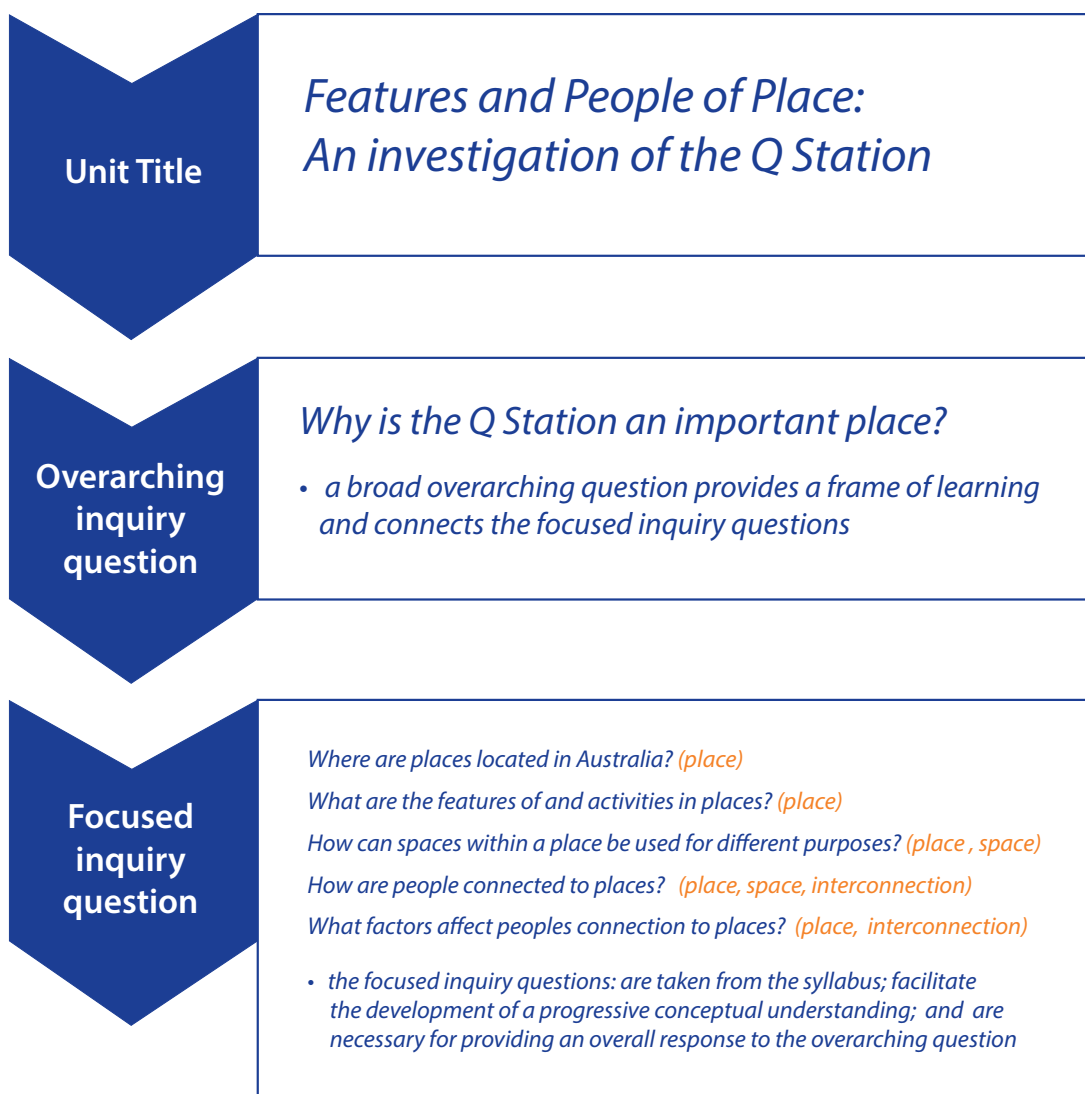 Unit Title
Features and People of Place:
An investigation of the Q Station
Overarching
inquiry
question
Why is the Q Station an important place?
• a broad overarching question provides a frame of learning
and connects the focused inquiry questions
Focused
inquiry
question
Where are places located in Australia? (place)
What are the features of and activities in places? (place)
How can spaces within a place be used for different purposes? (place , space)
How are people connected to places? (place, space, interconnection)
What factors affect peoples connection to places? (place, interconnection)
• the focused inquiry questions: are taken from the syllabus; facilitate
the development of a progressive conceptual understanding; and are
necessary for providing an overall response to the overarching question